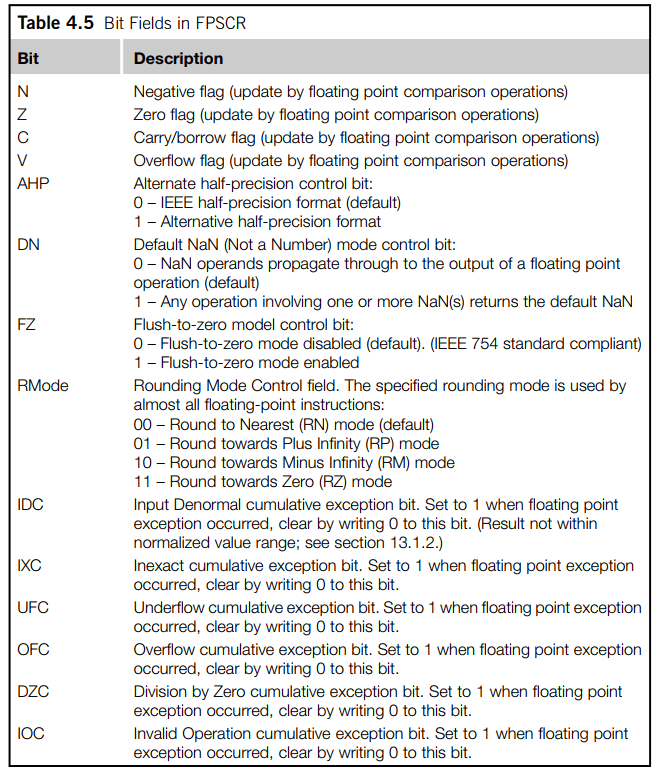 Table 4.5 Bit Fields in FPSCR
Bit Description
N Negative flag (update by floating point comparison operations)
Z Zero flag (update by floating point comparison operations)
C Carry/borrow flag (update by floating point comparison operations)
V Overflow flag (update by floating point comparison operations)
AHP Alternate half-precision control bit:
0 – IEEE half-precision format (default)
1 – Alternative half-precision format
DN Default NaN (Not a Number) mode control bit:
0 – NaN operands propagate through to the output of a floating point
operation (default)
1 – Any operation involving one or more NaN(s) returns the default NaN
FZ Flush-to-zero model control bit:
0 – Flush-to-zero mode disabled (default). (IEEE 754 standard compliant)
1 – Flush-to-zero mode enabled
RMode Rounding Mode Control field. The specified rounding mode is used by
almost all floating-point instructions:
00 – Round to Nearest (RN) mode (default)
01 – Round towards Plus Infinity (RP) mode
10 – Round towards Minus Infinity (RM) mode
11 – Round towards Zero (RZ) mode
IDC Input Denormal cumulative exception bit. Set to 1 when floating point
exception occurred, clear by writing 0 to this bit. (Result not within
normalized value range; see section 13.1.2.)
IXC Inexact cumulative exception bit. Set to 1 when floating point exception
occurred, clear by writing 0 to this bit.
UFC Underflow cumulative exception bit. Set to 1 when floating point exception
occurred, clear by writing 0 to this bit.
OFC Overflow cumulative exception bit. Set to 1 when floating point exception
occurred, clear by writing 0 to this bit.
DZC Division by Zero cumulative exception bit. Set to 1 when floating point
exception occurred, clear by writing 0 to this bit.
IOC Invalid Operation cumulative exception bit. Set to 1 when floating point
exception occurred, clear by writing 0 to this bit.